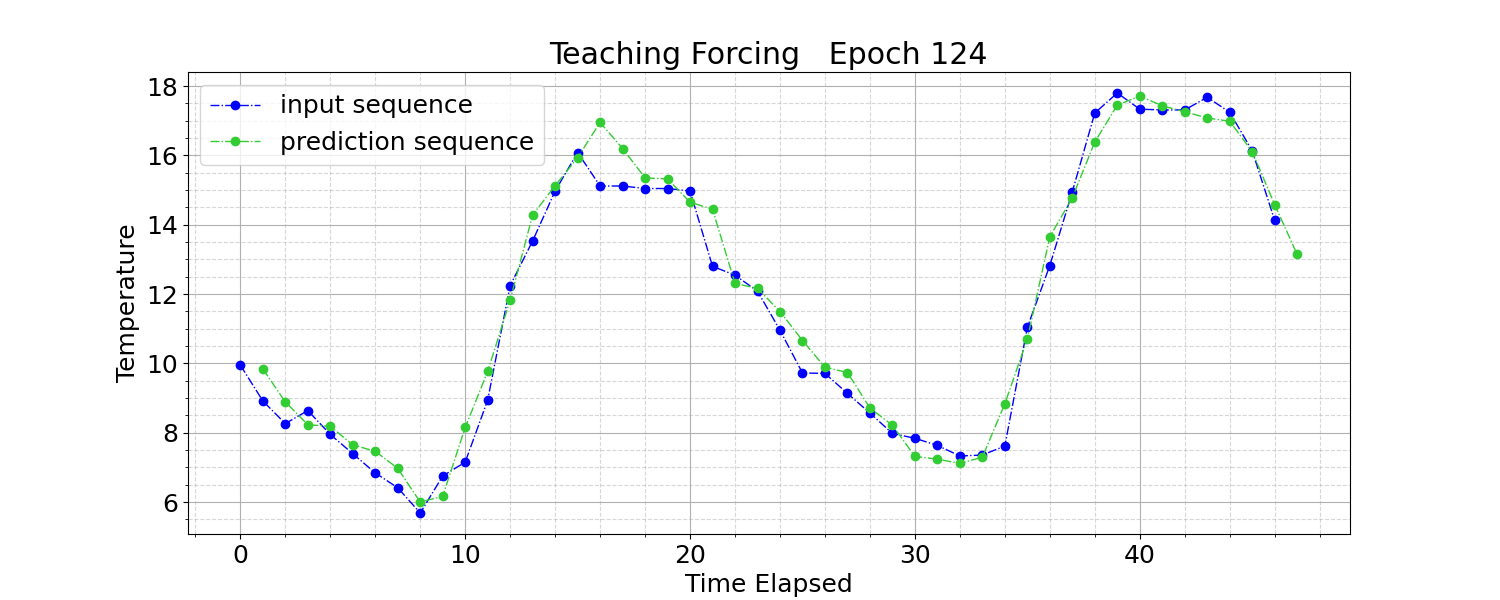 Teaching Forcing   Epoch 124
input sequence
prediction sequence
Temperature
18
16
14
12
10
8
6
0 10 20 30 40
Time Elapsed